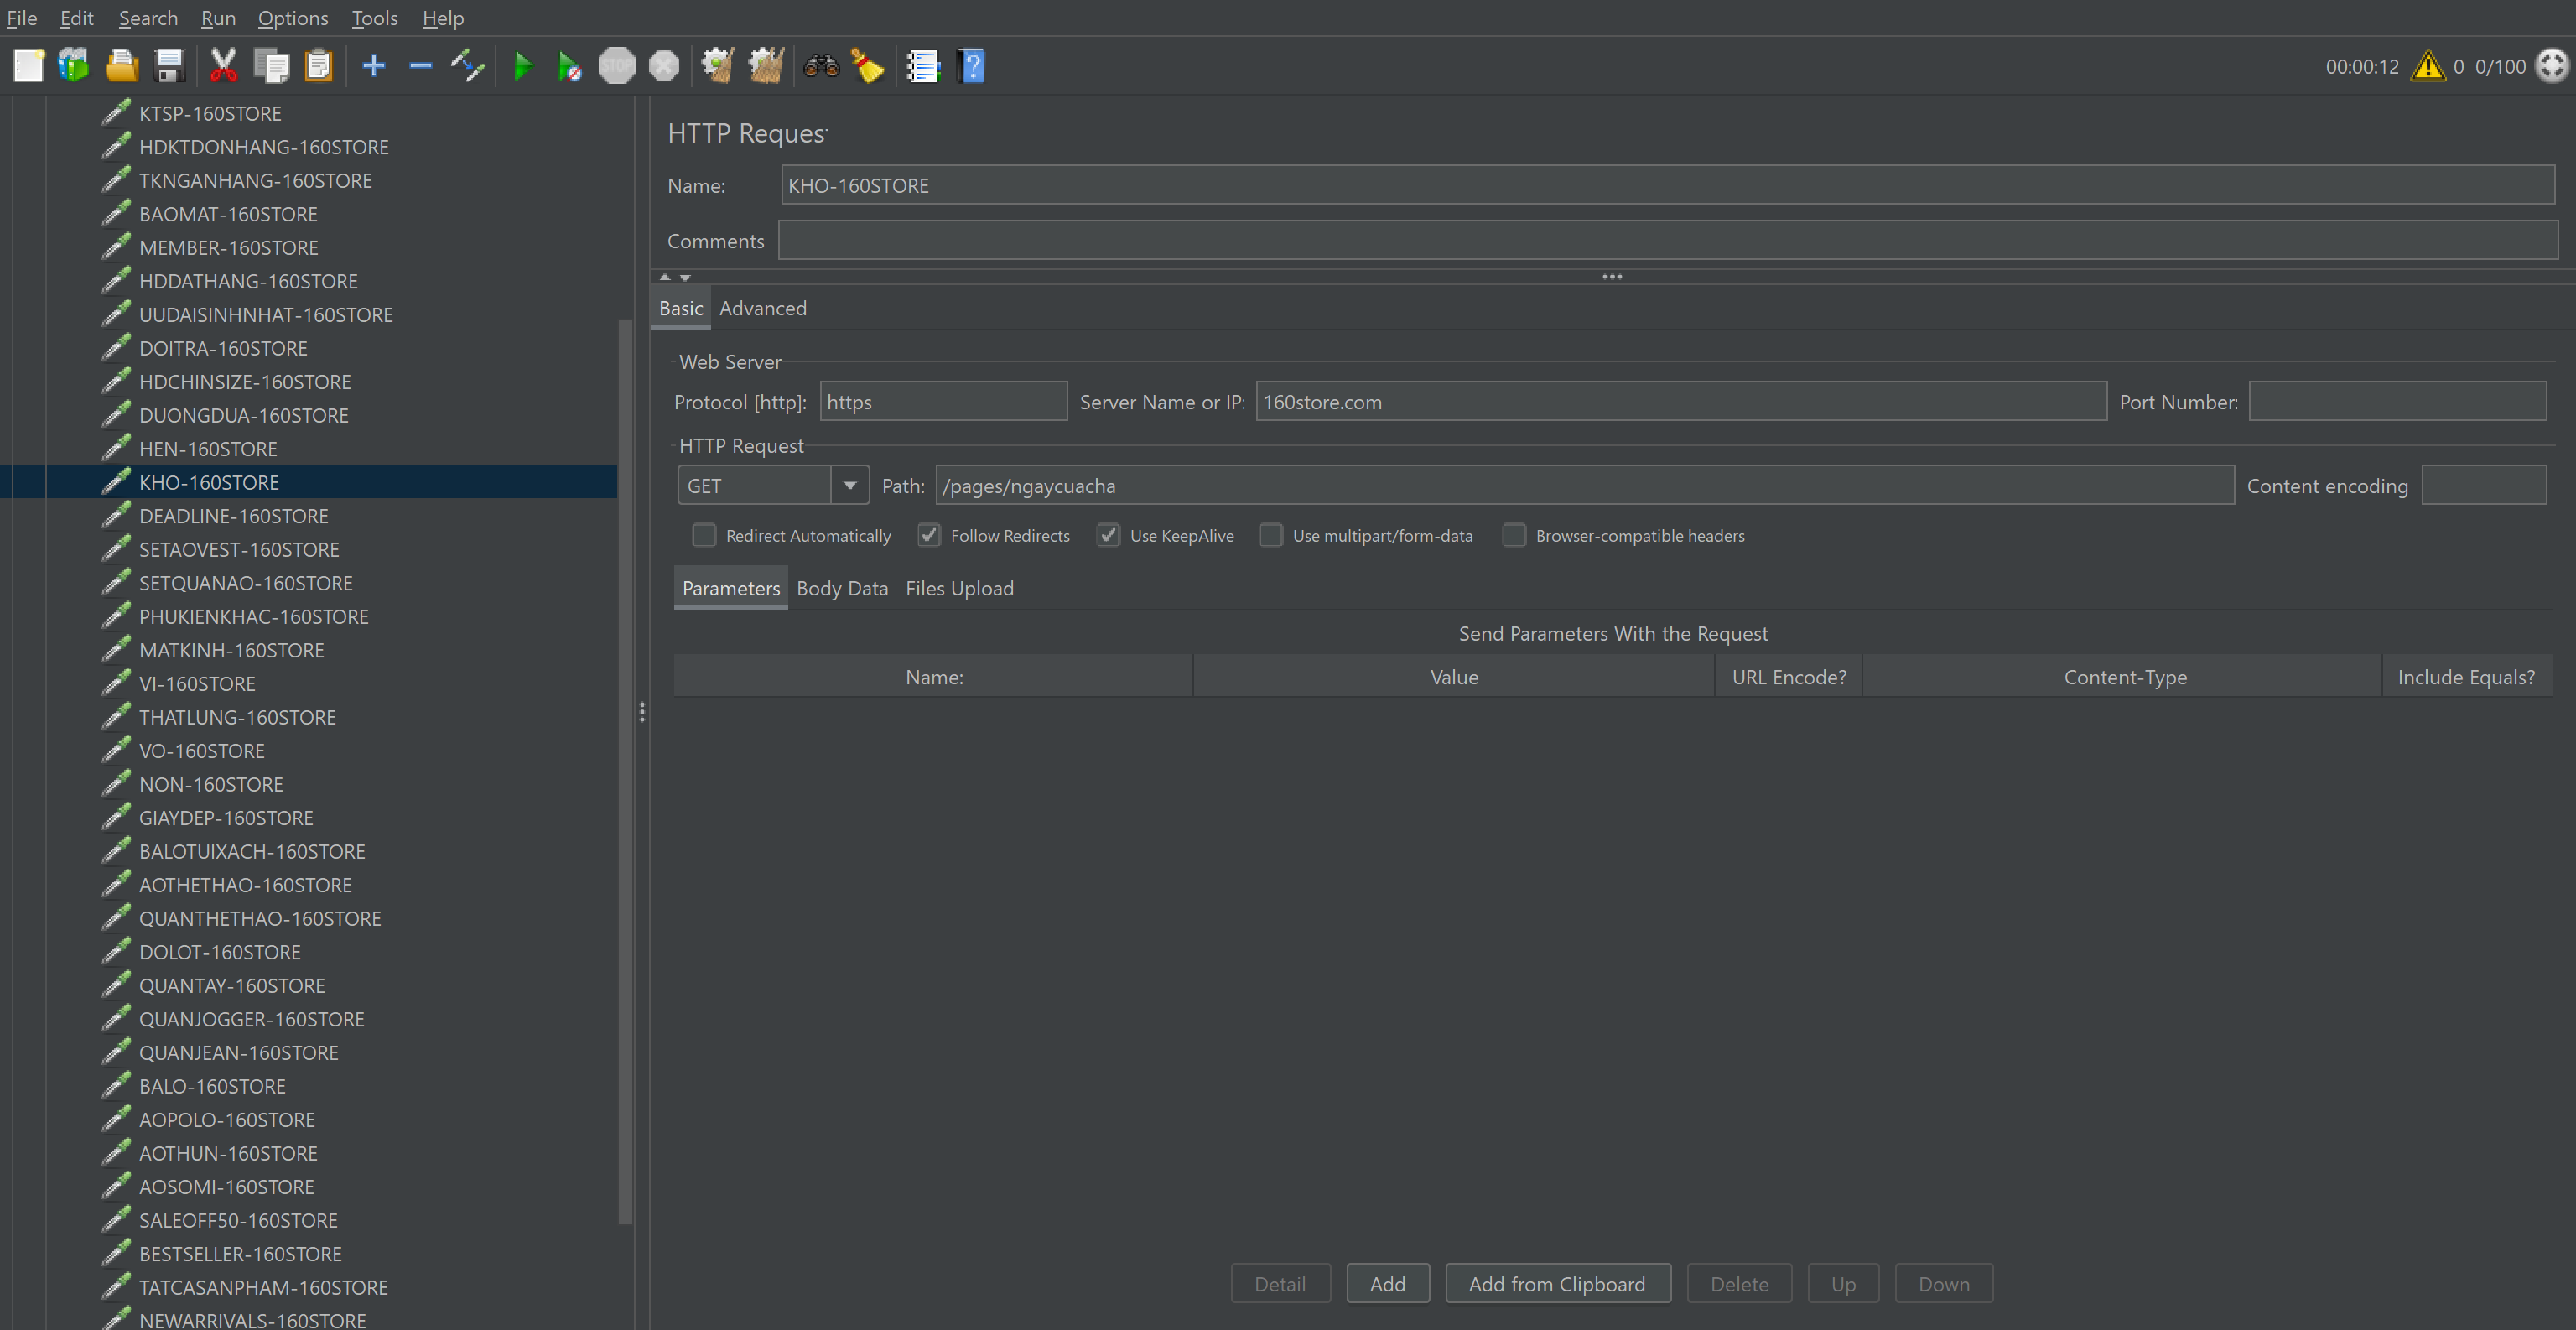 File Edit Search Run Options Tools Help
STOP
00:00:12 0 0/100
KTSP-160STORE
HDKTDONHANG-160STORE
TKNGANHANG-160STORE
BAOMAT-160STORE
MEMBER-160STORE
HDDATHANG-160STORE
UUDAISINHNHAT-160STORE
DOITRA-160STORE
HDCHINSIZE-160STORE
DUONGDUA-160STORE
HEN-160STORE
KHO-160STORE
DEADLINE-160STORE
SETAOVEST-160STORE
SETQUANAO-160STORE
PHUKIENKHAC-160STORE
MATKINH-160STORE
VI-160STORE
THATLUNG-160STORE
VO-160STORE
NON-160STORE
GIAYDEP-160STORE
BALOTUIXACH-160STORE
AOTHETHAO-160STORE
QUANTHETHAO-160STORE
DOLOT-160STORE
QUANTAY-160STORE
QUANJOGGER-160STORE
QUANJEAN-160STORE
BALO-160STORE
AOPOLO-160STORE
AOTHUN-160STORE
AOSOMI-160STORE
SALEOFF50-160STORE
BESTSELLER-160STORE
TATCASANPHAM-160STORE
NEWARRIVALS-160STORE
HTTP Request
Name: KHO-160STORE
Comments:
Basic Advanced
Web Server
Protocol [http]: https Server Name or IP: 160store.com Port Number:
HTTP Request
GET Path: /pages/ngaycuacha Content encoding
Redirect Automatically Follow Redirects Use KeepAlive Use multipart/form-data Browser-compatible headers
Parameters Body Data Files Upload
Send Parameters With the Request
Name: Value URL Encode? Content-Type Include Equals?
Detail Add Add from Clipboard Delete Up Down